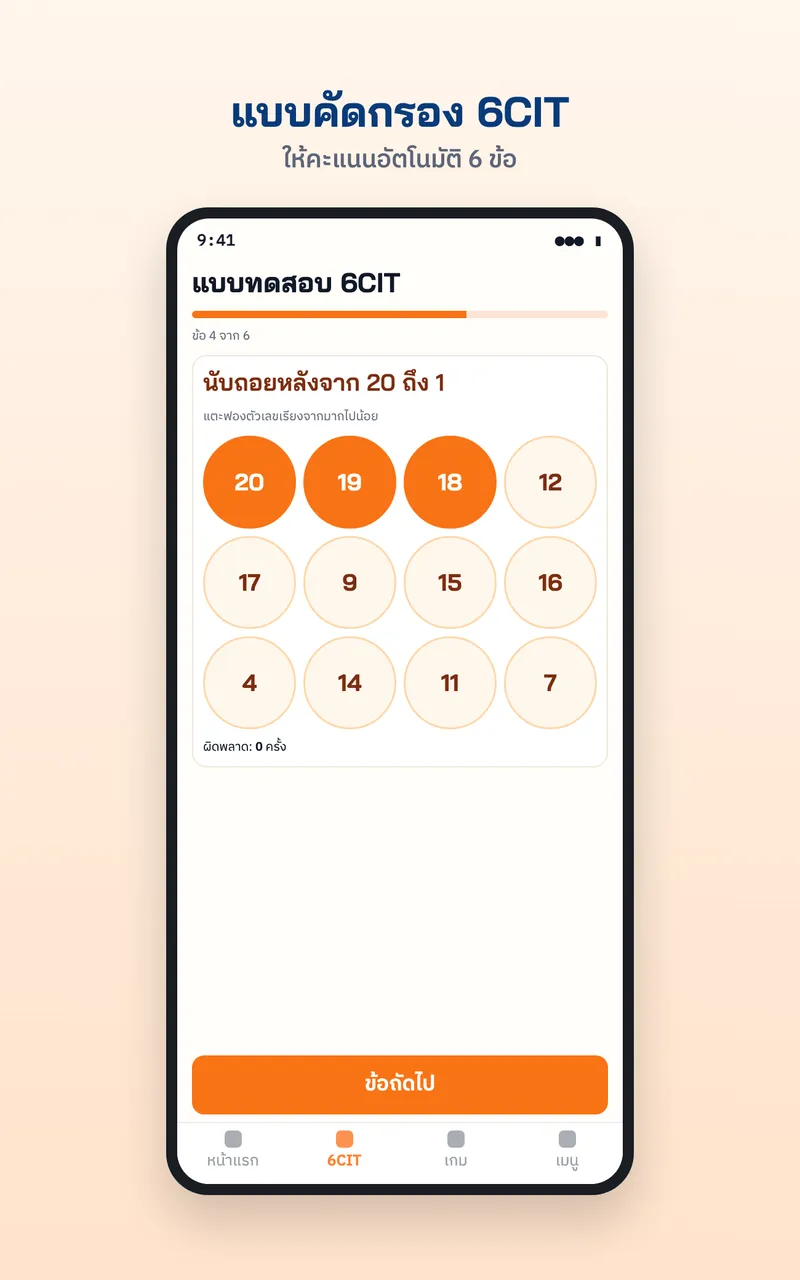 แบบคัดกรอง 6CIT
ให้คะแนนอัตโนมัติ 6 ข้อ
9:41
แบบทดสอบ 6CIT
ข้อ 4 จาก 6
นับถอยหลังจาก 20 ถึง 1
แตะฟองตัวเลขเรียงจากมากไปน้อย
20 19 18 12
17 9 15 16
4 14 11 7
ผิดพลาด: 0 ครั้ง
ข้อถัดไป
หน้าแรก 6CIT เกม เมนู